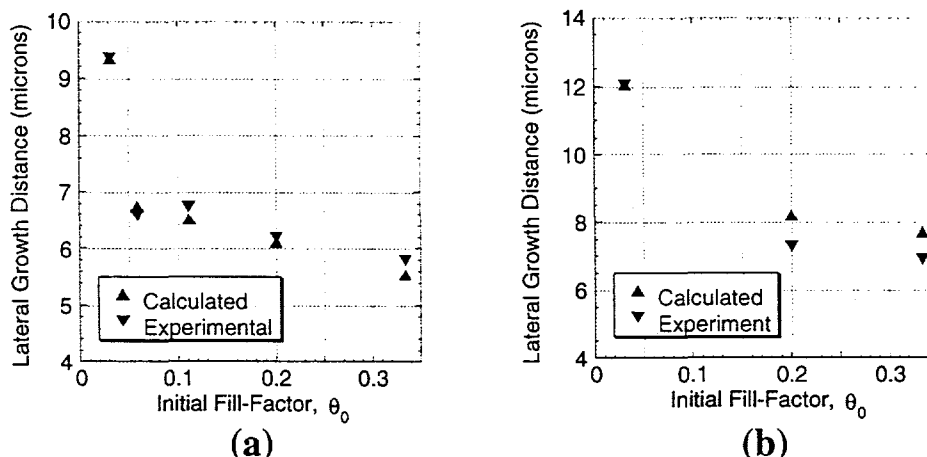 Lateral Growth Distance (microns)
10
9
8
7
6
5
4
0
0.1
0.2
0.3
Calculated
Experimental
Initial Fill-Factor, θ0
(a)
Lateral Growth Distance (microns)
14
12
10
8
6
4
0
0.1
0.2
0.3
Calculated
Experiment
Initial Fill-Factor, θ0
(b)